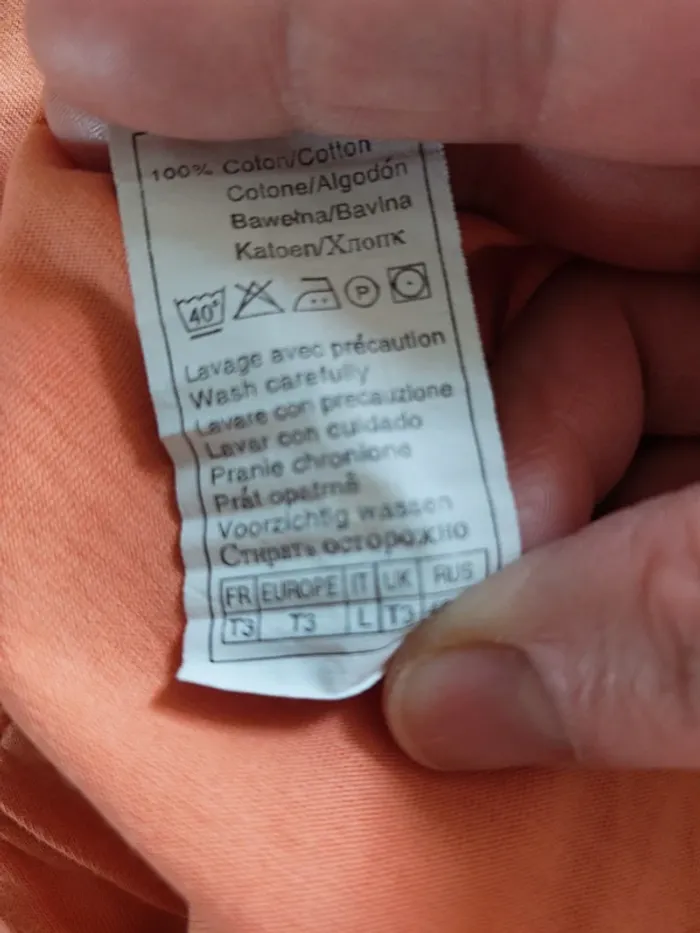 100% Coton/Cotton
Cotone/Algodón
Bawełna/Bavlna
Katoen/Хлопк
40° P
Lavage avec précaution
Wash carefully
Lavare con precauzione
Lavar con cuidado
Pranie chronione
Prát opatrně
Voorzichtig wassen
Стирать осторожно
FR EUROPE IT UK RUS
T3 T3 L T3